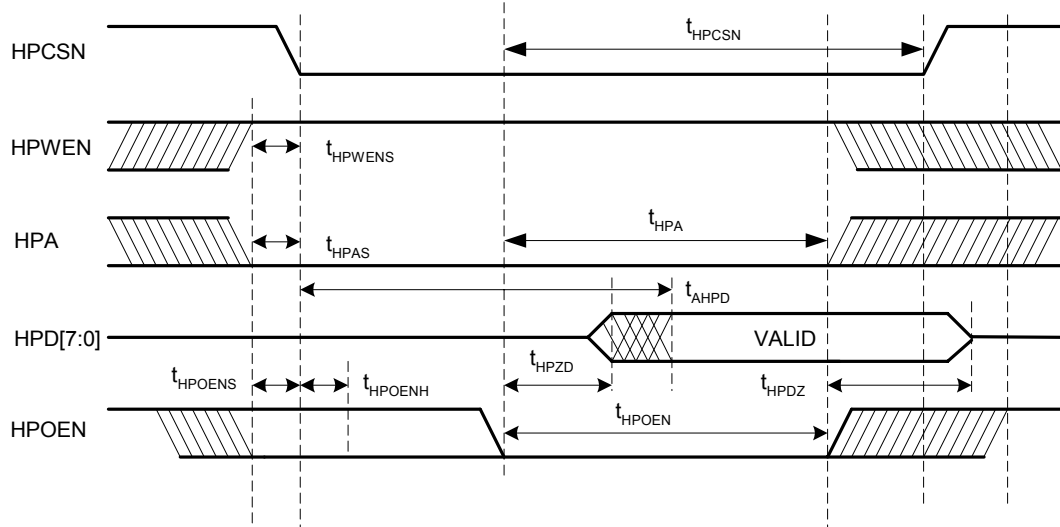 HPCSN
tHPCSN
HPWEN
tHPWENS
HPA
tHPA
tHPAS
tAHPD
HPD[7:0]
VALID
tHPZD
tHPOENS
tHPOENH
tHPDZ
HPOEN
tHPOEN